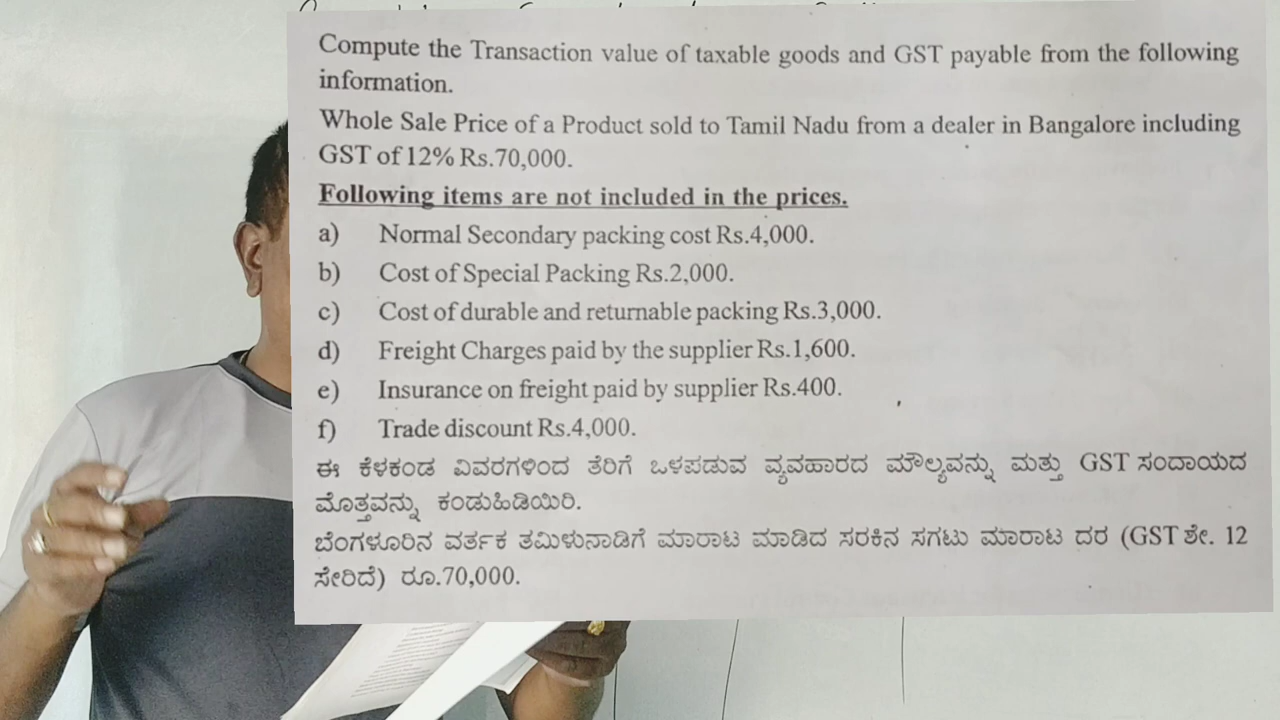 Compute the Transaction value of taxable goods and GST payable from the following
information.
Whole Sale Price of a Product sold to Tamil Nadu from a dealer in Bangalore including
GST of 12% Rs.70,000.
Following items are not included in the prices.
a) Normal Secondary packing cost Rs.4,000.
b) Cost of Special Packing Rs.2,000.
c) Cost of durable and returnable packing Rs.3,000.
d) Freight Charges paid by the supplier Rs.1,600.
e) Insurance on freight paid by supplier Rs.400.
f) Trade discount Rs.4,000.
ಈ ಕೆಳಕಂಡ ವಿವರಗಳಿಂದ ತೆರಿಗೆ ಒಳಪಡುವ ವ್ಯವಹಾರದ ಮೌಲ್ಯವನ್ನು ಮತ್ತು GST ಸಂದಾಯದ
ಮೊತ್ತವನ್ನು ಕಂಡುಹಿಡಿಯಿರಿ.
ಬೆಂಗಳೂರಿನ ವರ್ತಕ ತಮಿಳುನಾಡಿಗೆ ಮಾರಾಟ ಮಾಡಿದ ಸರಕಿನ ಸಗಟು ಮಾರಾಟ ದರ (GST ಶೇ. 12
ಸೇರಿದೆ) ರೂ.70,000.